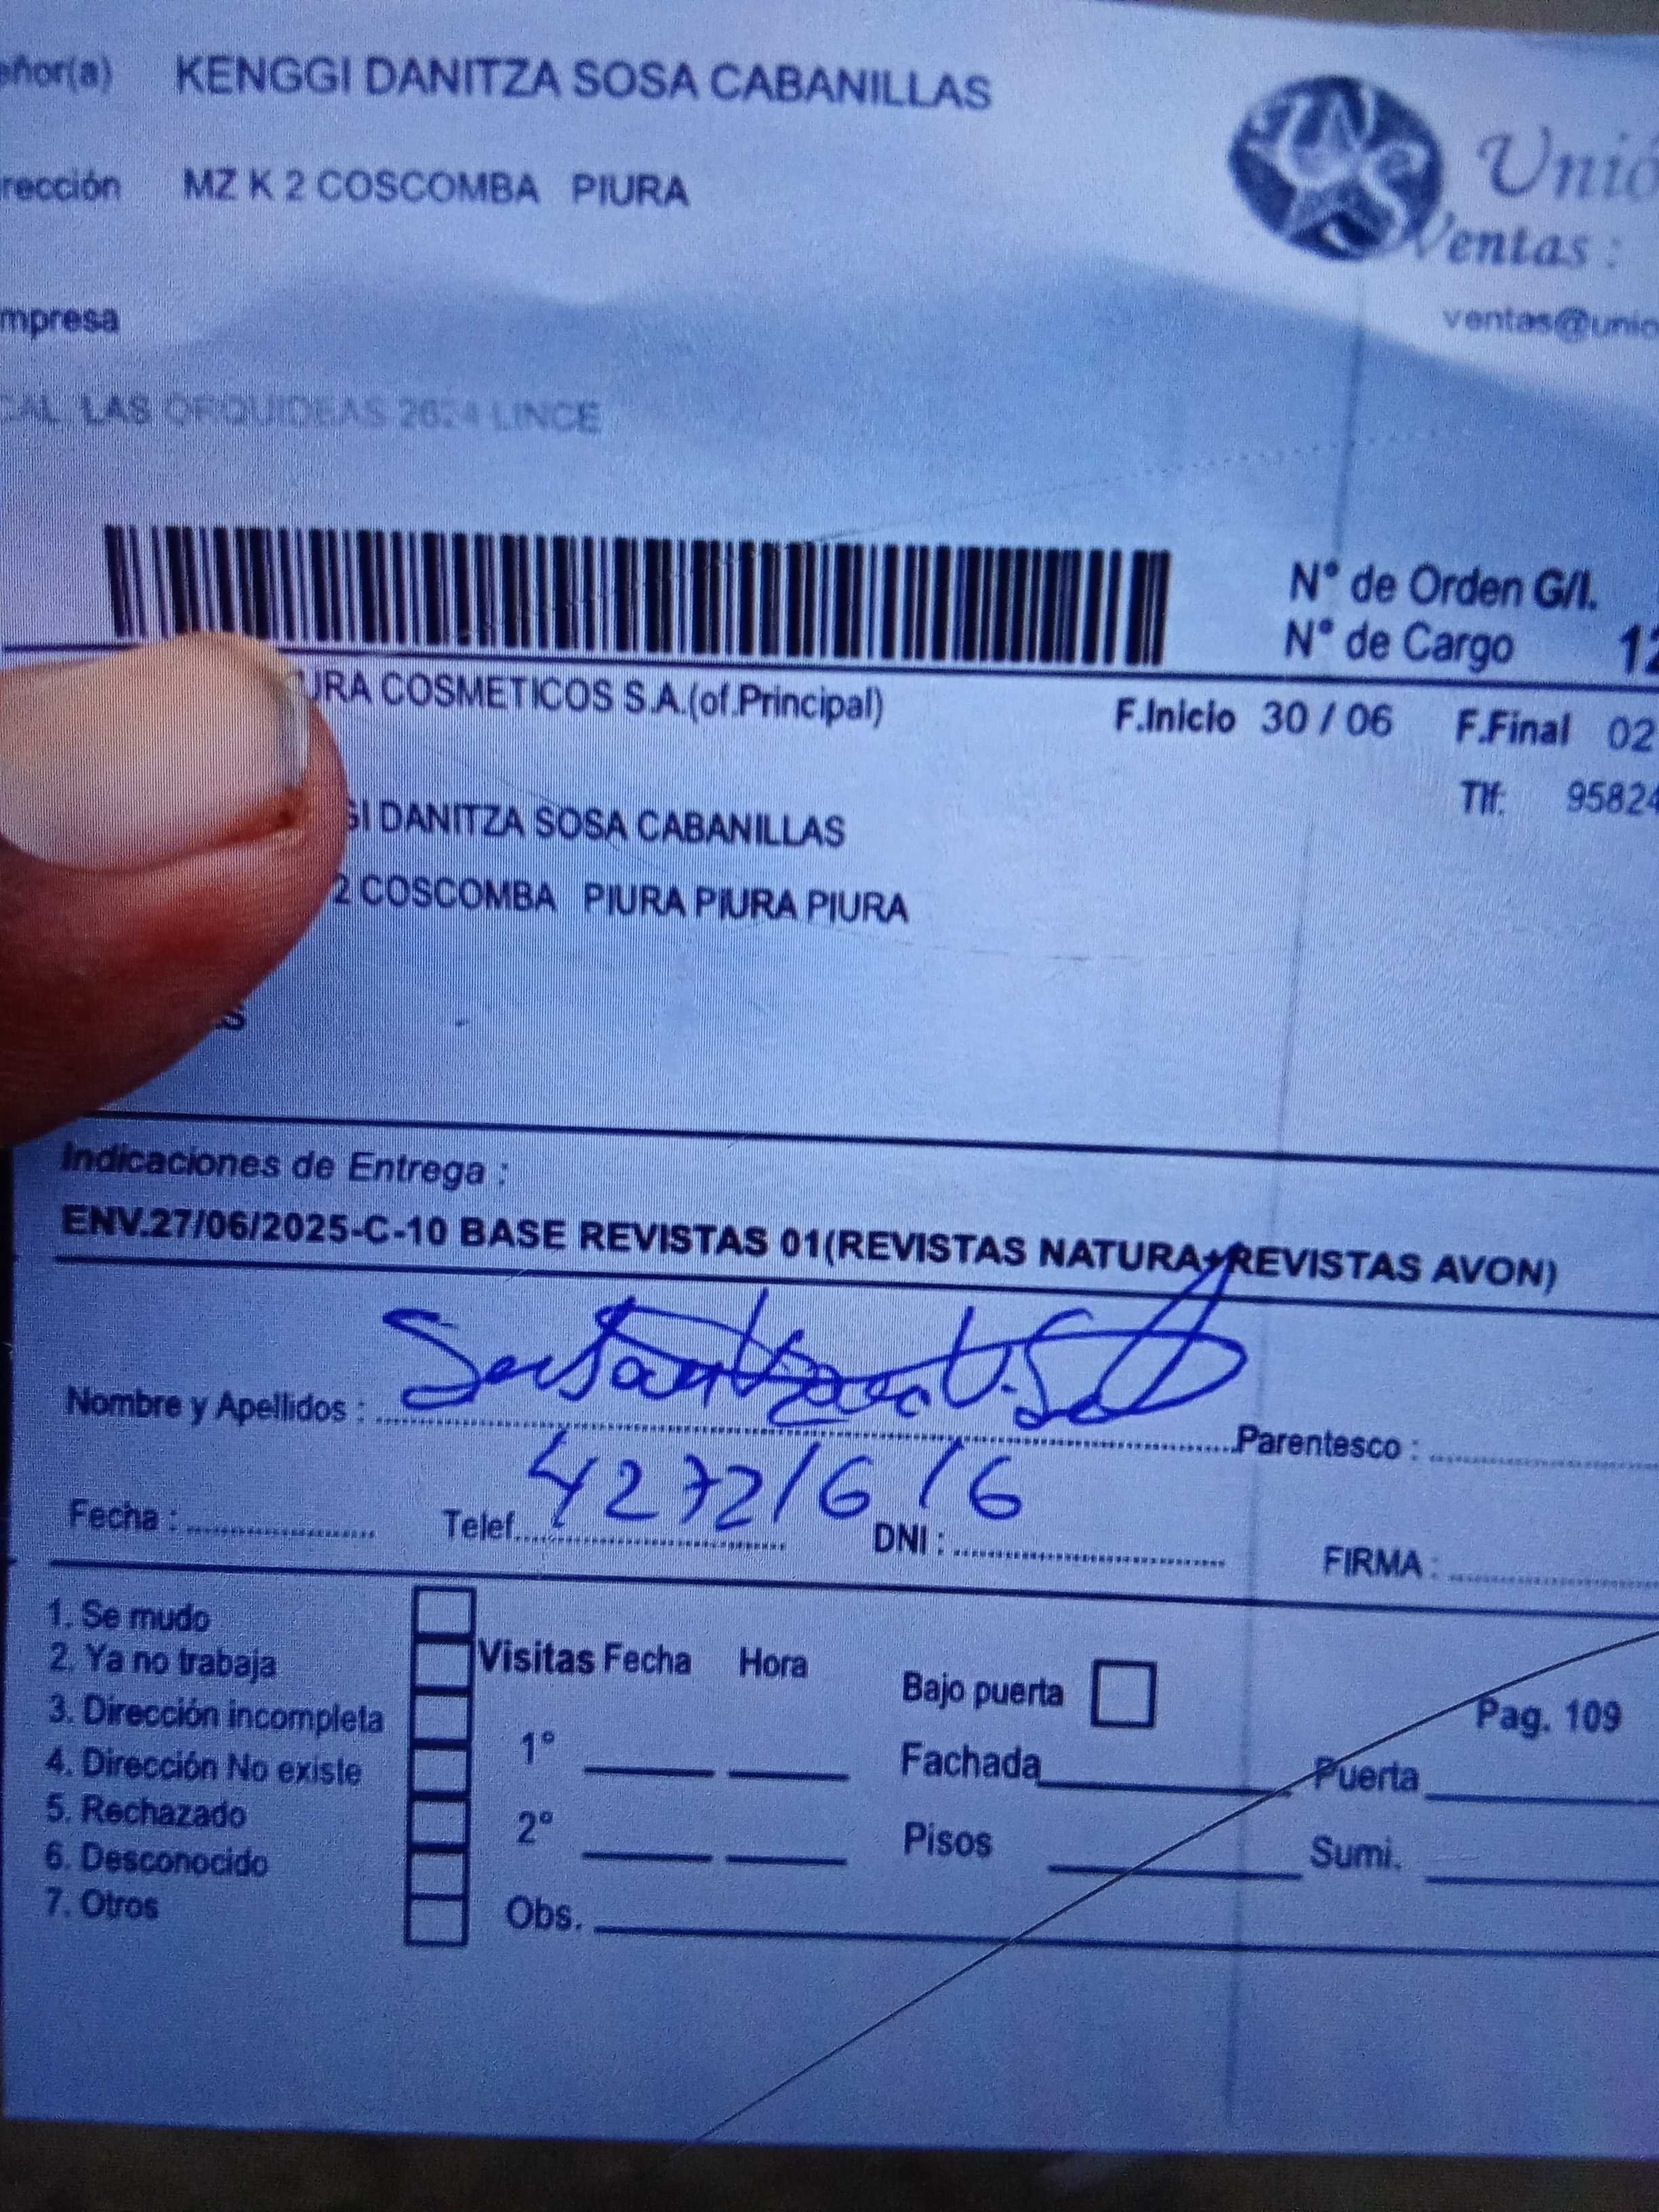 eñor(a) KENGGI DANITZA SOSA CABANILLAS
Unió
rección MZ K 2 COSCOMBA PIURA
Ventas :
mpresa
ventas@unio
CAL LAS ORQUIDEAS 2624 LINCE
N° de Orden G/I.
N° de Cargo 12
URA COSMETICOS S.A.(of.Principal) F.Inicio 30 / 06 F.Final 02
Tlf: 95824
GI DANITZA SOSA CABANILLAS
2 COSCOMBA PIURA PIURA PIURA
S
Indicaciones de Entrega :
ENV.27/06/2025-C-10 BASE REVISTAS 01(REVISTAS NATURA+REVISTAS AVON)
Nombre y Apellidos : Parentesco :
42721616
Fecha : Telef. DNI : FIRMA :
1. Se mudo
2. Ya no trabaja
3. Dirección incompleta
4. Dirección No existe
5. Rechazado
6. Desconocido
7. Otros
Visitas Fecha Hora
1°
2°
Obs.
Bajo puerta
Pag. 109
Fachada Puerta
Pisos Sumi.